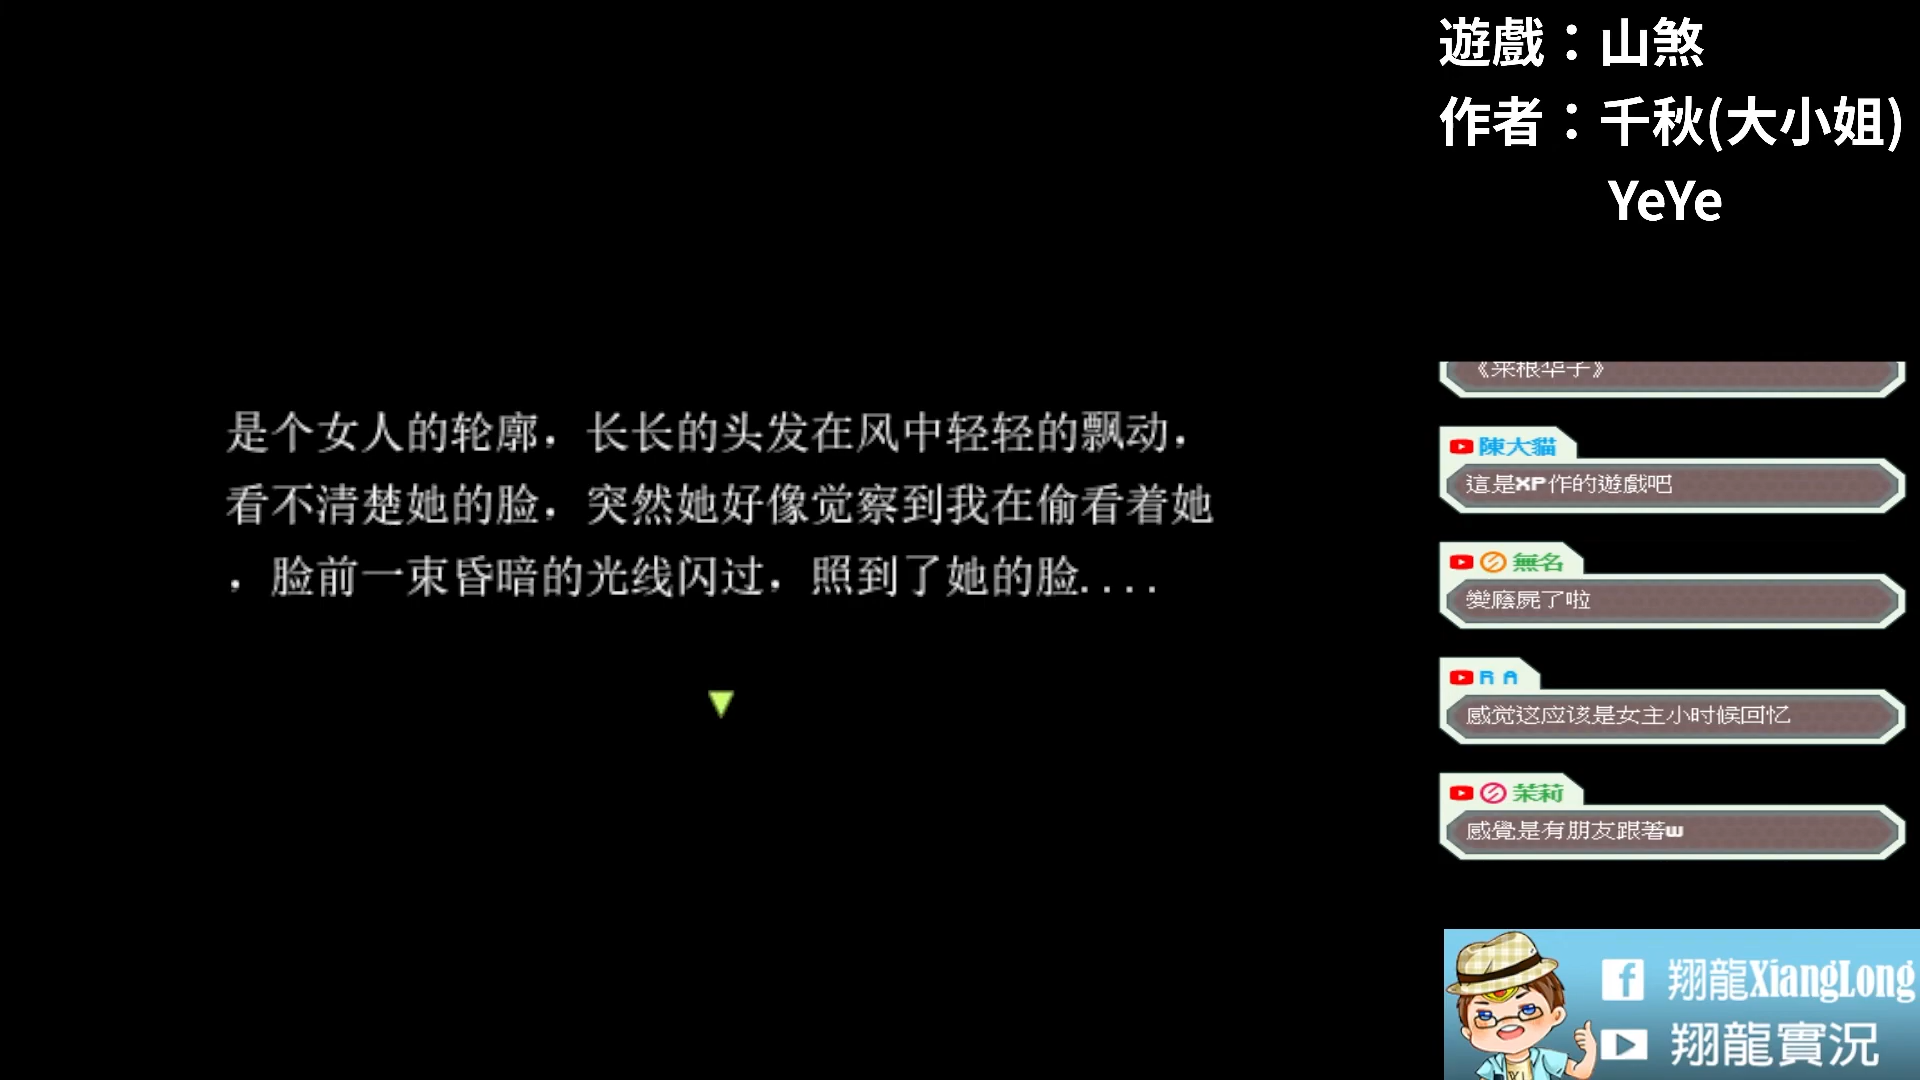 遊戲：山煞
作者：千秋(大小姐)
YeYe
是个女人的轮廓，长长的头发在风中轻轻的飘动，
看不清楚她的脸，突然她好像觉察到我在偷看着她
，脸前一束昏暗的光线闪过，照到了她的脸....
《菜根华子》
陳大貓
這是XP作的遊戲吧
無名
變蔭屍了啦
R A
感觉这应该是女主小时候回忆
茉莉
感覺是有朋友跟著w
翔龍XiangLong
翔龍實況